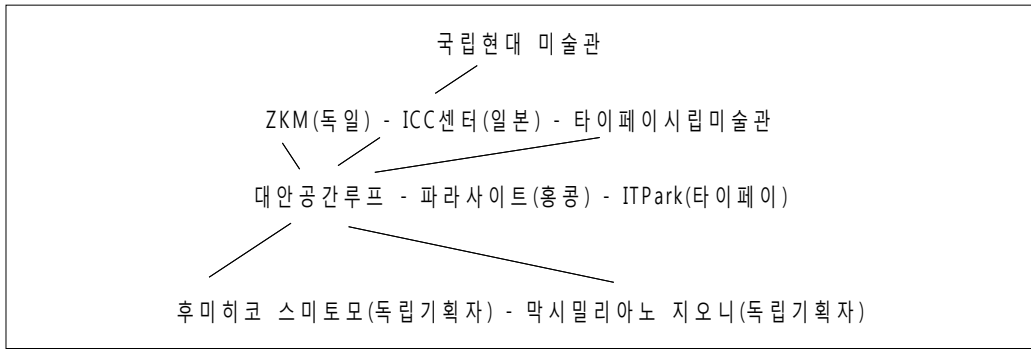 국립현대 미술관
ZKM(독일) - ICC센터(일본) - 타이페이시립미술관
대안공간루프 - 파라사이트(홍콩) - ITPark(타이페이)
후미히코 스미토모(독립기획자) - 막시밀리아노 지오니(독립기획자)